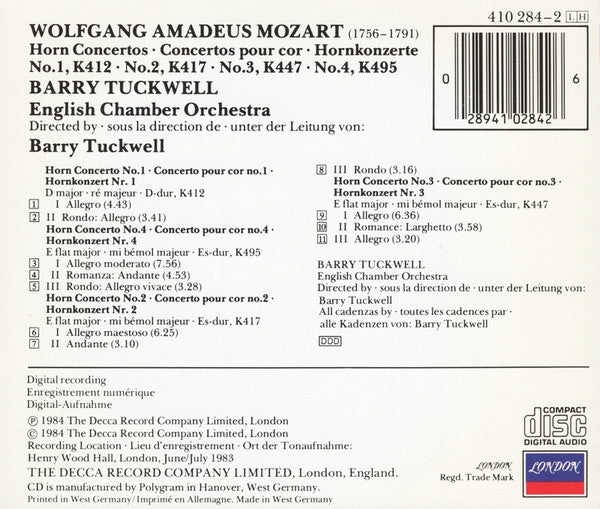 WOLFGANG AMADEUS MOZART (1756–1791)
Horn Concertos · Concertos pour cor · Hornkonzerte
No.1, K412 · No.2, K417 · No.3, K447 · No.4, K495
BARRY TUCKWELL
English Chamber Orchestra
Directed by · sous la direction de · unter der Leitung von:
Barry Tuckwell
410 284-2 LH
0 28941 02842 6
Horn Concerto No.1 · Concerto pour cor no.1 ·
Hornkonzert Nr. 1
D major · ré majeur · D-dur, K412
1 I Allegro (4.43)
2 II Rondo: Allegro (3.41)
Horn Concerto No.4 · Concerto pour cor no.4 ·
Hornkonzert Nr. 4
E flat major · mi bémol majeur · Es-dur, K495
3 I Allegro moderato (7.56)
4 II Romanza: Andante (4.53)
5 III Rondo: Allegro vivace (3.28)
Horn Concerto No.2 · Concerto pour cor no.2 ·
Hornkonzert Nr. 2
E flat major · mi bémol majeur · Es-dur, K417
6 I Allegro maestoso (6.25)
7 II Andante (3.10)
8 III Rondo (3.16)
Horn Concerto No.3 · Concerto pour cor no.3 ·
Hornkonzert Nr. 3
E flat major · mi bémol majeur · Es-dur, K447
9 I Allegro (6.36)
10 II Romance: Larghetto (3.58)
11 III Allegro (3.20)
BARRY TUCKWELL
English Chamber Orchestra
Directed by · sous la direction de · unter der Leitung von:
Barry Tuckwell
All cadenzas by · toutes les cadences par ·
alle Kadenzen von: Barry Tuckwell
DDD
Digital recording
Enregistrement numérique
Digital-Aufnahme
℗ 1984 The Decca Record Company Limited, London
© 1984 The Decca Record Company Limited, London
Recording Location · Lieu d'enregistrement · Ort der Tonaufnahme:
Henry Wood Hall, London, June/July 1983
THE DECCA RECORD COMPANY LIMITED, London, England.
CD is manufactured by Polygram in Hanover, West Germany
Printed in West Germany/Imprimé en Allemagne. Made in West Germany
COMPACT
disc
DIGITAL AUDIO
LONDON
Regd. Trade Mark
LONDON